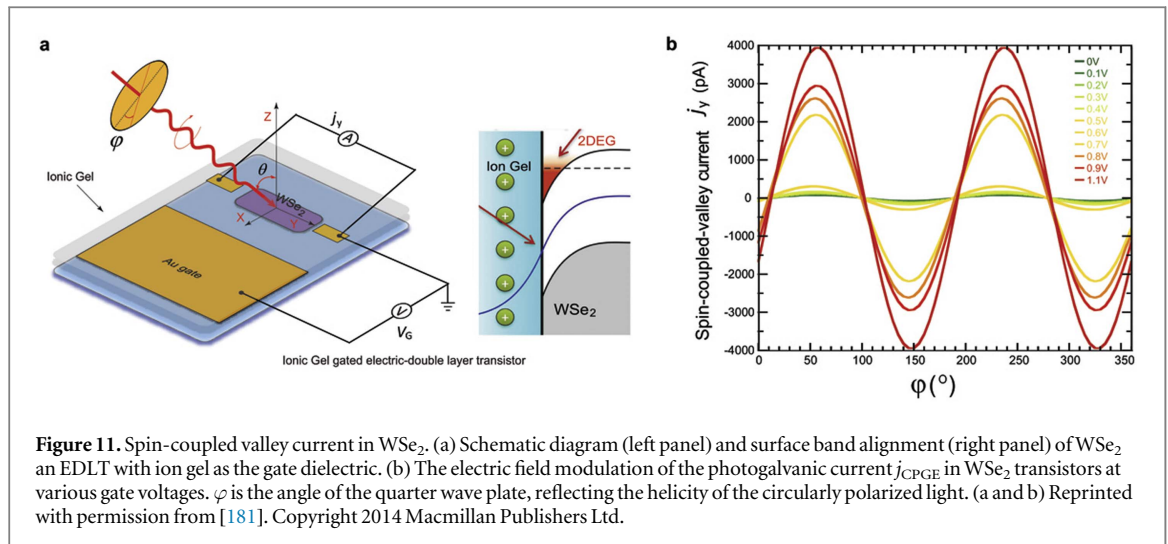 a
φ
Ionic Gel
Z
θ
WSe2
X
Y
jy
A
Au gate
V
VG
Ionic Gel gated electric-double layer transistor
2DEG
Ion Gel
+
+
+
+
+
+
WSe2
b
Spin-coupled-valley current jy (pA)
4000
3000
2000
1000
0
-1000
-2000
-3000
-4000
0 50 100 150 200 250 300 350
φ(°)
0V
0.1V
0.2V
0.3V
0.4V
0.5V
0.6V
0.7V
0.8V
0.9V
1.1V
Figure 11. Spin-coupled valley current in WSe2. (a) Schematic diagram (left panel) and surface band alignment (right panel) of WSe2
an EDLT with ion gel as the gate dielectric. (b) The electric field modulation of the photogalvanic current jCPGE in WSe2 transistors at
various gate voltages. φ is the angle of the quarter wave plate, reflecting the helicity of the circularly polarized light. (a and b) Reprinted
with permission from [181]. Copyright 2014 Macmillan Publishers Ltd.